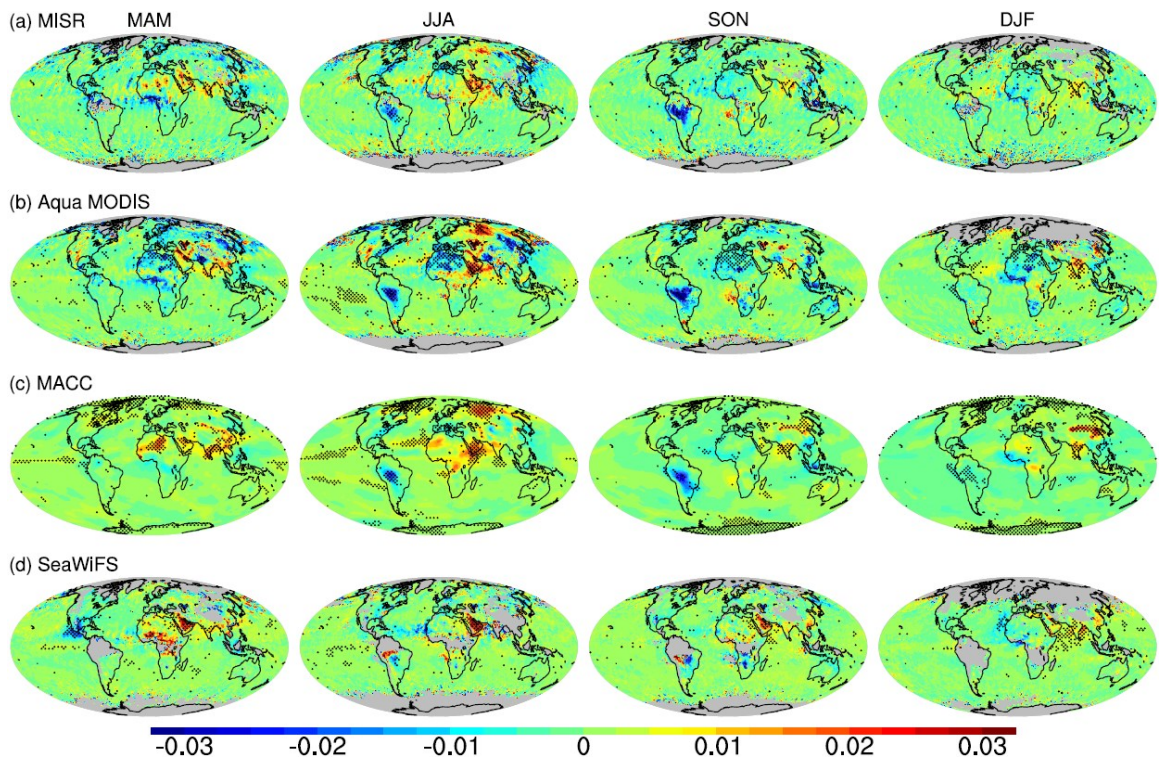 (a) MISR MAM JJA SON DJF
(b) Aqua MODIS
(c) MACC
(d) SeaWiFS
-0.03 -0.02 -0.01 0 0.01 0.02 0.03